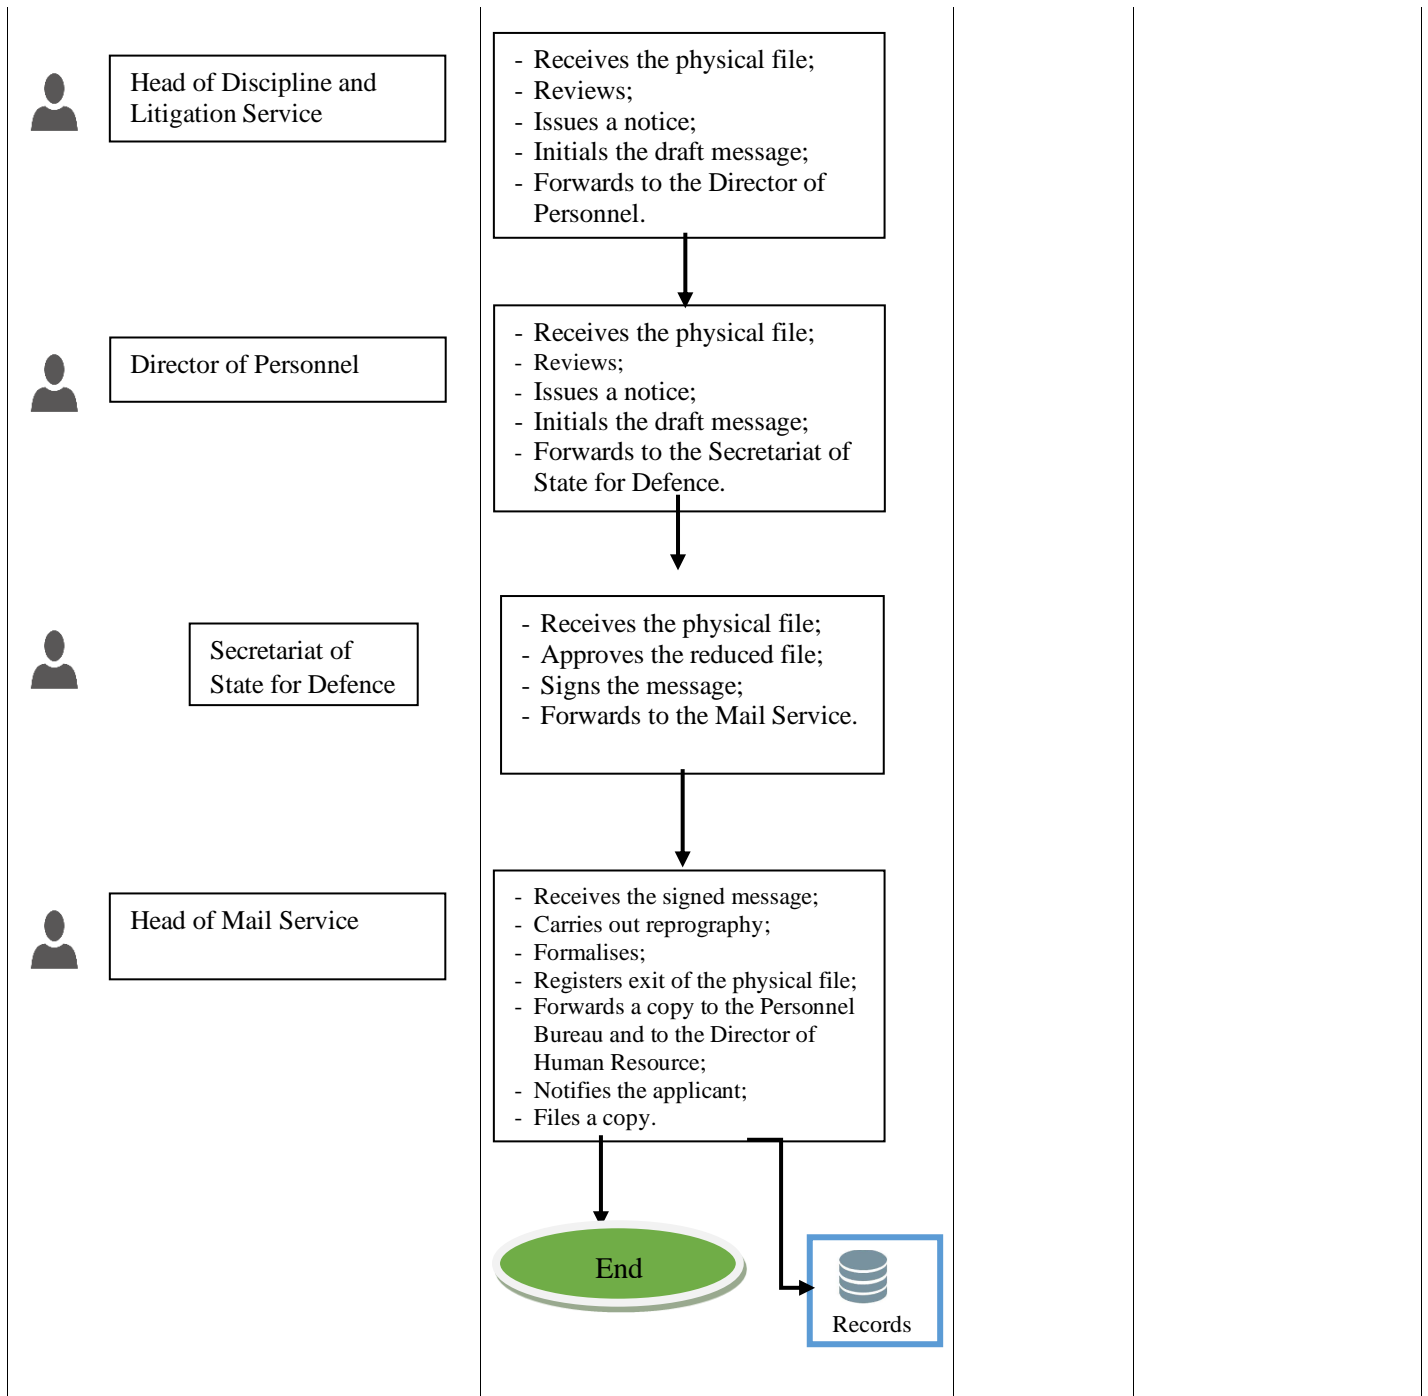 Head of Discipline and
Litigation Service
- Receives the physical file;
- Reviews;
- Issues a notice;
- Initials the draft message;
- Forwards to the Director of
Personnel.
Director of Personnel
- Receives the physical file;
- Reviews;
- Issues a notice;
- Initials the draft message;
- Forwards to the Secretariat of
State for Defence.
Secretariat of
State for Defence
- Receives the physical file;
- Approves the reduced file;
- Signs the message;
- Forwards to the Mail Service.
Head of Mail Service
- Receives the signed message;
- Carries out reprography;
- Formalises;
- Registers exit of the physical file;
- Forwards a copy to the Personnel
Bureau and to the Director of
Human Resource;
- Notifies the applicant;
- Files a copy.
End
Records